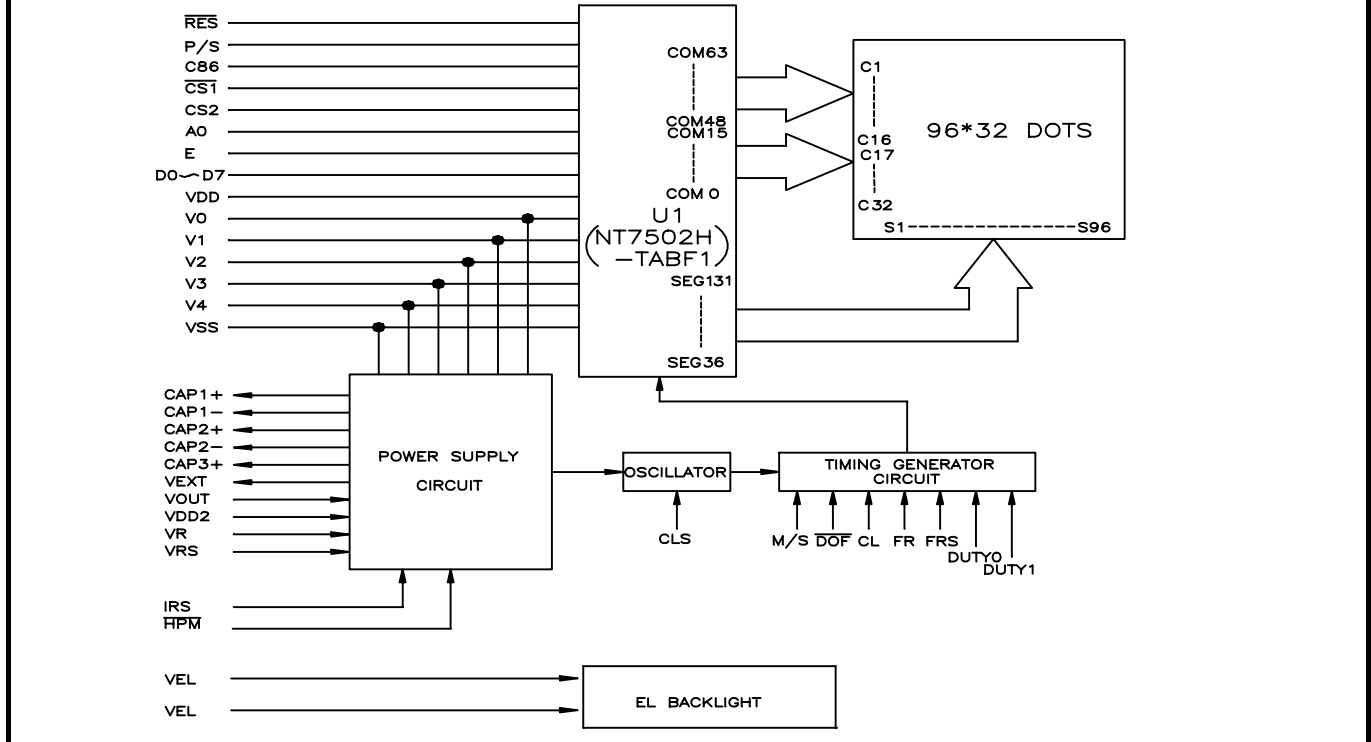 RES
P/S
C86
CS1
CS2
A0
E
D0~D7
VDD
V0
V1
V2
V3
V4
VSS
COM63
COM48
COM15
COM 0
U1
(NT7502H
-TABF1)
SEG131
SEG36
C1
C16
C17
C32
96*32 DOTS
S1----------------S96
CAP1+
CAP1-
CAP2+
CAP2-
CAP3+
VEXT
VOUT
VDD2
VR
VRS
POWER SUPPLY
CIRCUIT
OSCILLATOR
CLS
TIMING GENERATOR
CIRCUIT
M/S DOF CL FR FRS
DUTY0
DUTY1
IRS
HPM
VEL
VEL
EL BACKLIGHT